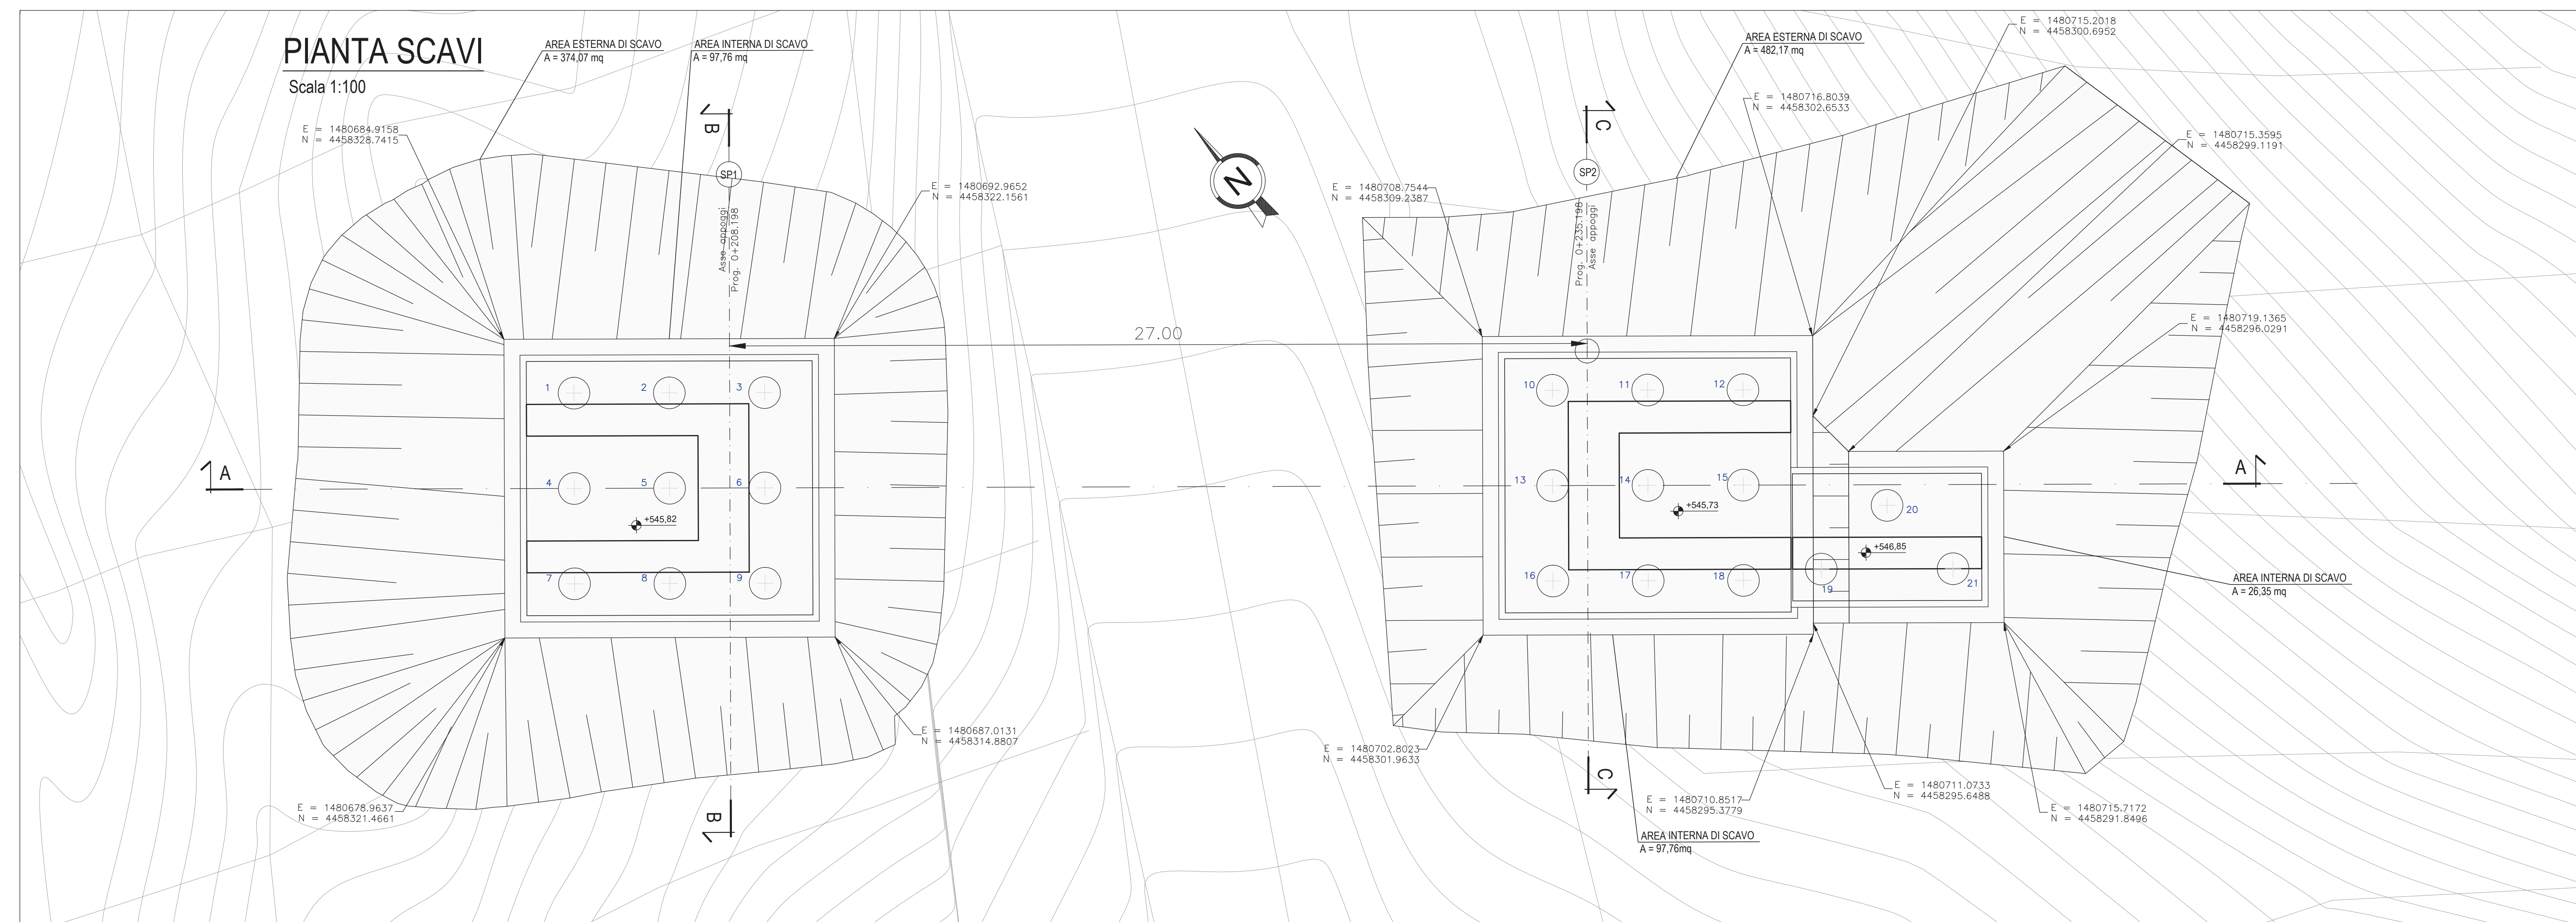 PIANTA SCAVI
Scala 1:100
AREA ESTERNA DI SCAVO
A = 374,07 mq
AREA INTERNA DI SCAVO
A = 97,76 mq
E = 1480684.9158
N = 4458328.7415
B
SP1
Asse appoggi
Prog. 0+208.198
E = 1480692.9652
N = 4458322.1561
N
27.00
1
2
3
4
5
6
7
8
9
+545,82
A
E = 1480687.0131
N = 4458314.8807
E = 1480678.9637
N = 4458321.4661
B
AREA ESTERNA DI SCAVO
A = 482,17 mq
E = 1480715.2018
N = 4458300.6952
E = 1480716.8039
N = 4458302.6533
C
SP2
Prog. 0+235.198
Asse appoggi
E = 1480708.7544
N = 4458309.2387
E = 1480715.3595
N = 4458299.1191
E = 1480719.1365
N = 4458296.0291
10
11
12
13
14
15
16
17
18
19
20
21
+545,73
+546,85
A
AREA INTERNA DI SCAVO
A = 26,35 mq
E = 1480702.8023
N = 4458301.9633
C
E = 1480710.8517
N = 4458295.3779
E = 1480711.0733
N = 4458295.6488
E = 1480715.7172
N = 4458291.8496
AREA INTERNA DI SCAVO
A = 97,76mq